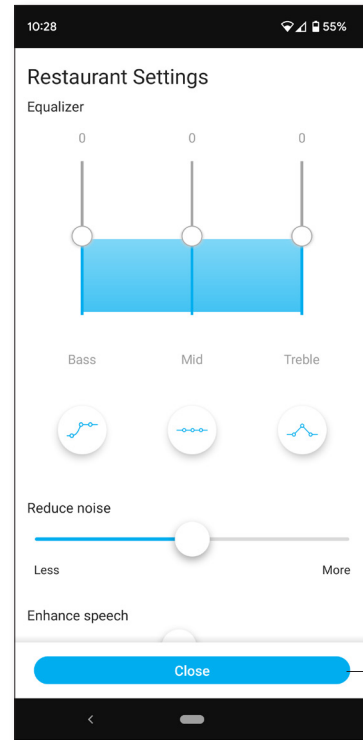 10:28 55%
Restaurant Settings
Equalizer
0 0 0
Bass Mid Treble
Reduce noise
Less More
Enhance speech
Close